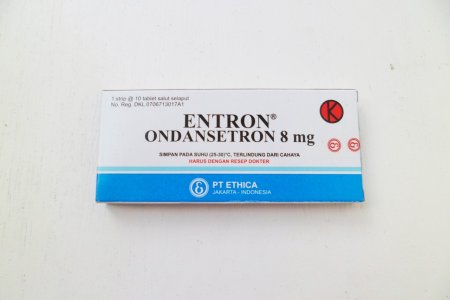 1 strip @ 10 tablet salut selaput
No. Reg. DKL 0706713017A1
K
ENTRON®
ONDANSETRON 8 mg
SIMPAN PADA SUHU (25-30)°C, TERLINDUNG DARI CAHAYA
HARUS DENGAN RESEP DOKTER
PT ETHICA
JAKARTA - INDONESIA